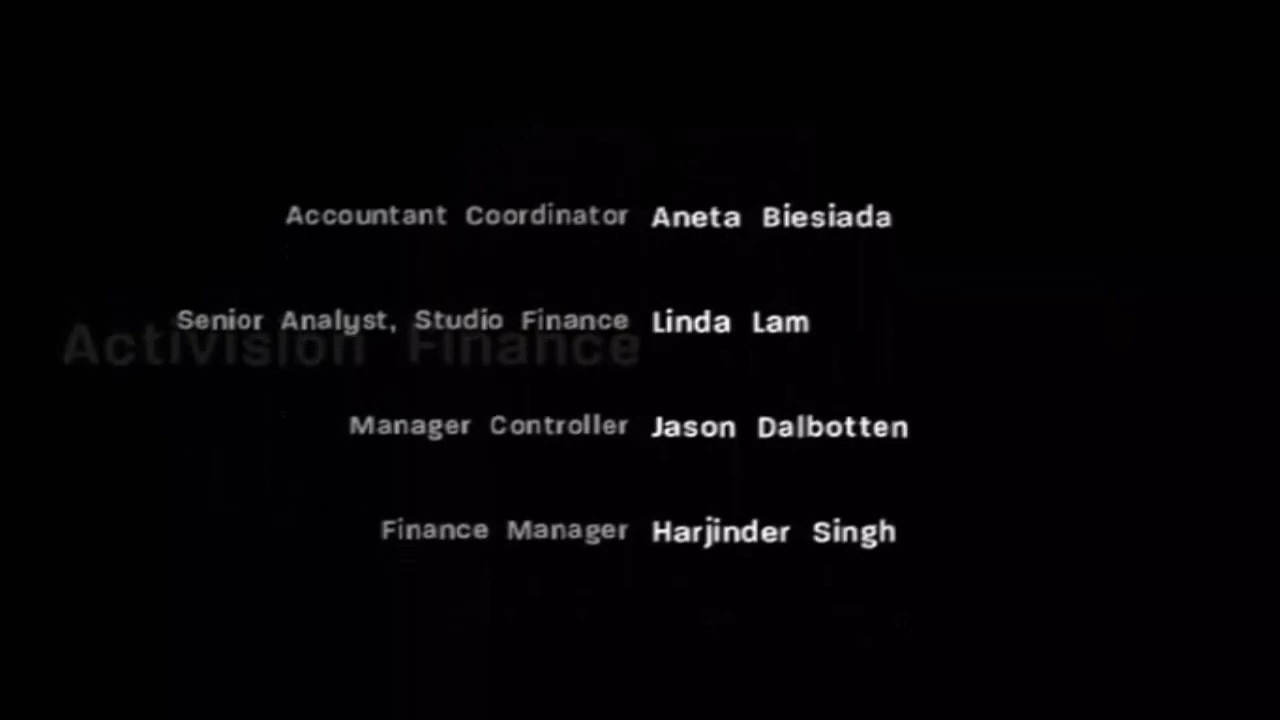 Accountant Coordinator Aneta Biesiada
Senior Analyst, Studio Finance Linda Lam
Activision Finance
Manager Controller Jason Dalbotten
Finance Manager Harjinder Singh